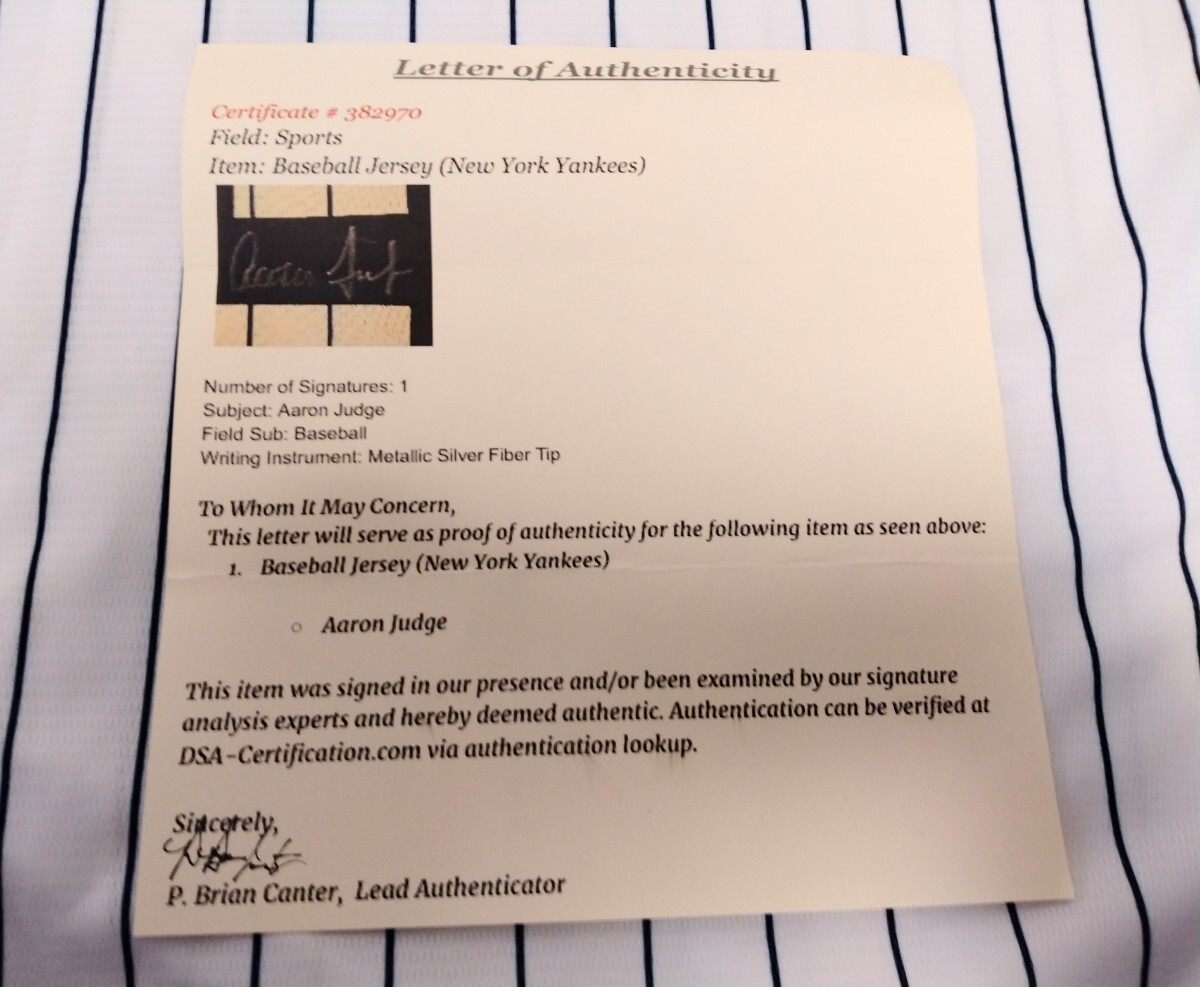 Letter of Authenticity
Certificate # 382970
Field: Sports
Item: Baseball Jersey (New York Yankees)
Number of Signatures: 1
Subject: Aaron Judge
Field Sub: Baseball
Writing Instrument: Metallic Silver Fiber Tip
To Whom It May Concern,
This letter will serve as proof of authenticity for the following item as seen above:
1. Baseball Jersey (New York Yankees)
○ Aaron Judge
This item was signed in our presence and/or been examined by our signature
analysis experts and hereby deemed authentic. Authentication can be verified at
DSA-Certification.com via authentication lookup.
Sincerely,
P. Brian Canter, Lead Authenticator